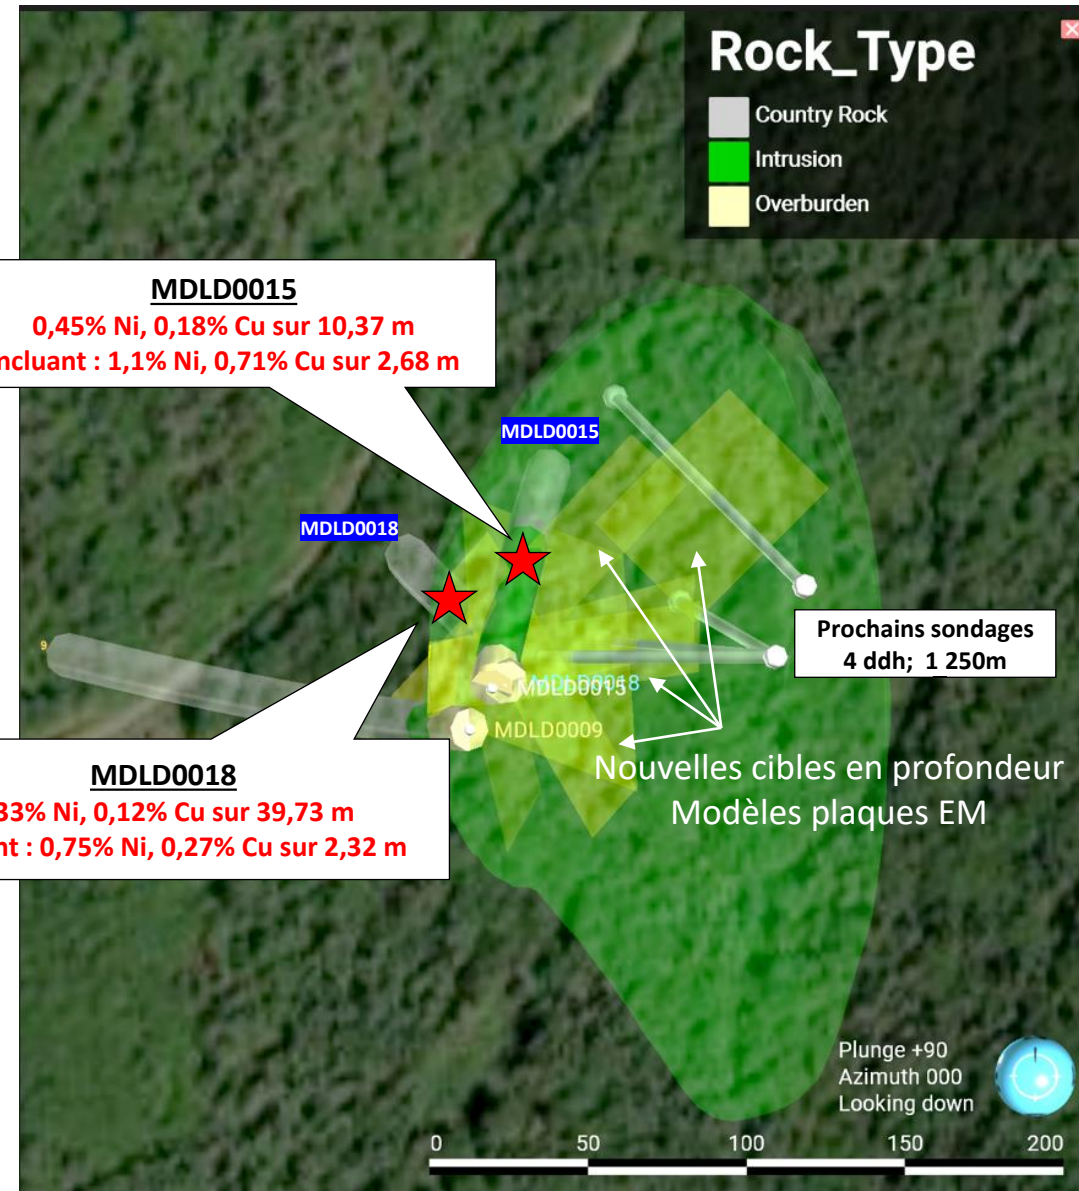 Rock_Type
Country Rock
Intrusion
Overburden
MDLD0015
0,45% Ni, 0,18% Cu sur 10,37 m
ncluant : 1,1% Ni, 0,71% Cu sur 2,68 m
MDLD0015
MDLD0018
9
Prochains sondages
4 ddh; 1 250m
MDLD0018
MDLD0015
MDLD0009
Nouvelles cibles en profondeur
Modèles plaques EM
MDLD0018
33% Ni, 0,12% Cu sur 39,73 m
nt : 0,75% Ni, 0,27% Cu sur 2,32 m
Plunge +90
Azimuth 000
Looking down
0 50 100 150 200